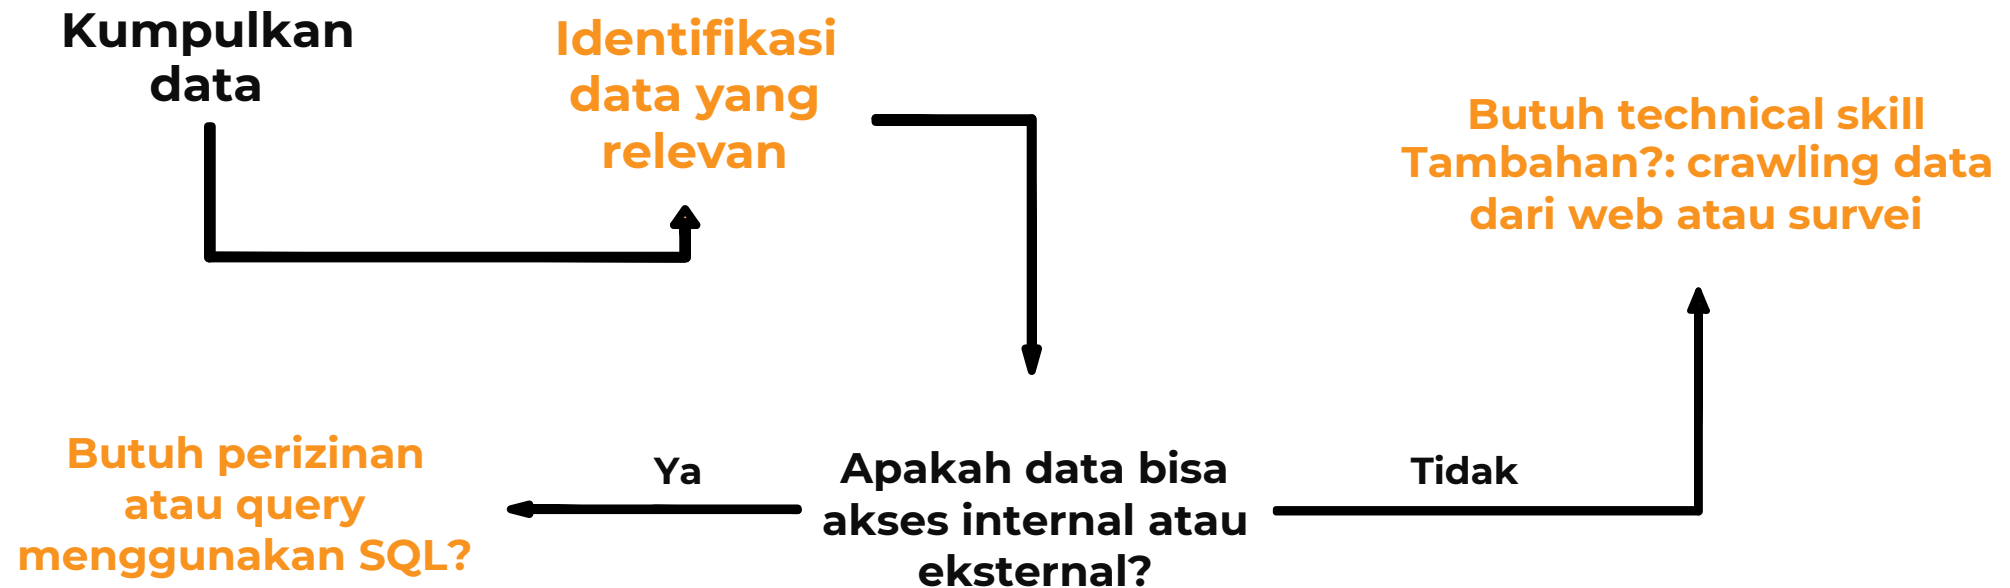 Kumpulkan
data
Identifikasi
data yang
relevan
Butuh technical skill
Tambahan?: crawling data
dari web atau survei
Butuh perizinan
atau query
menggunakan SQL?
Ya
Apakah data bisa
akses internal atau
eksternal?
Tidak